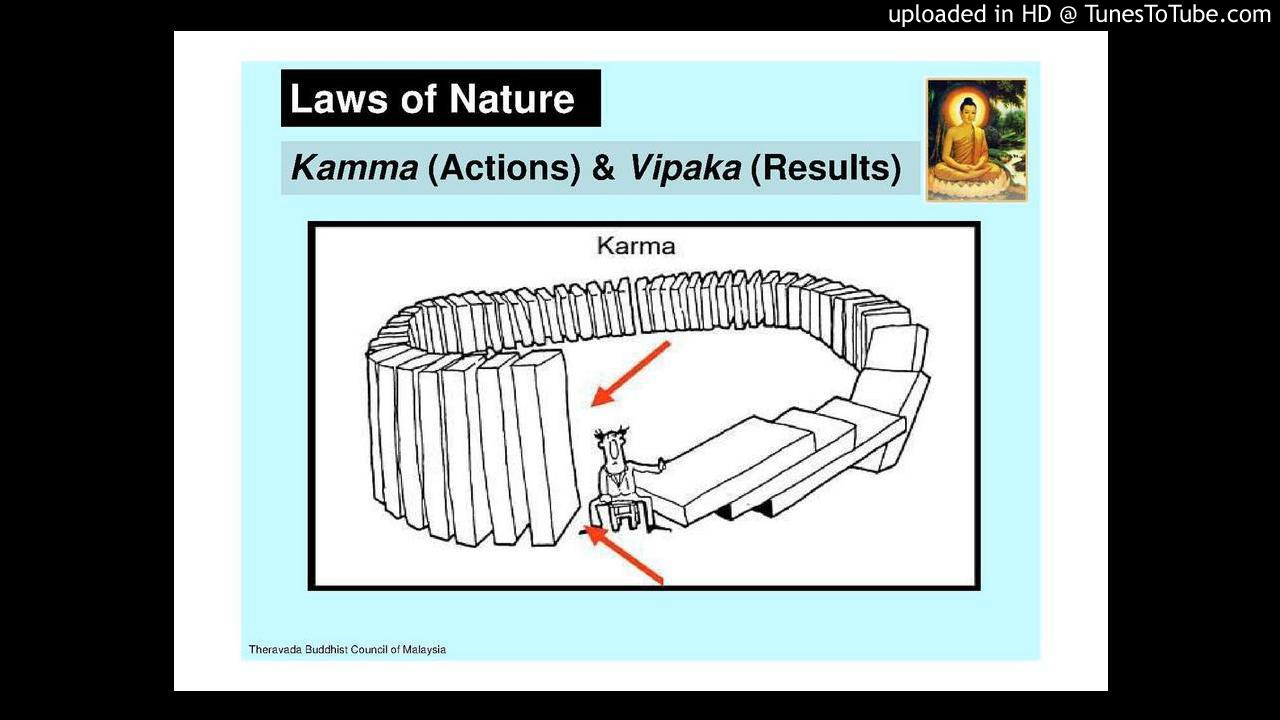 uploaded in HD @ TunesToTube.com
Laws of Nature
Kamma (Actions) & Vipaka (Results)
Karma
Theravada Buddhist Council of Malaysia